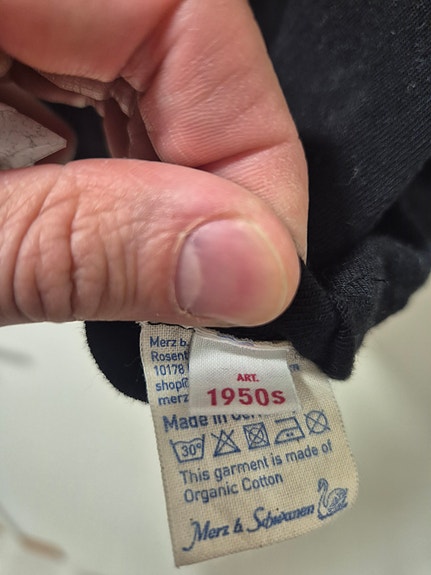 Merz b.
Rosent
10178
shop@
merz
ART.
1950s
Made in
30°
This garment is made of
Organic Cotton
Merz b. Schwanen